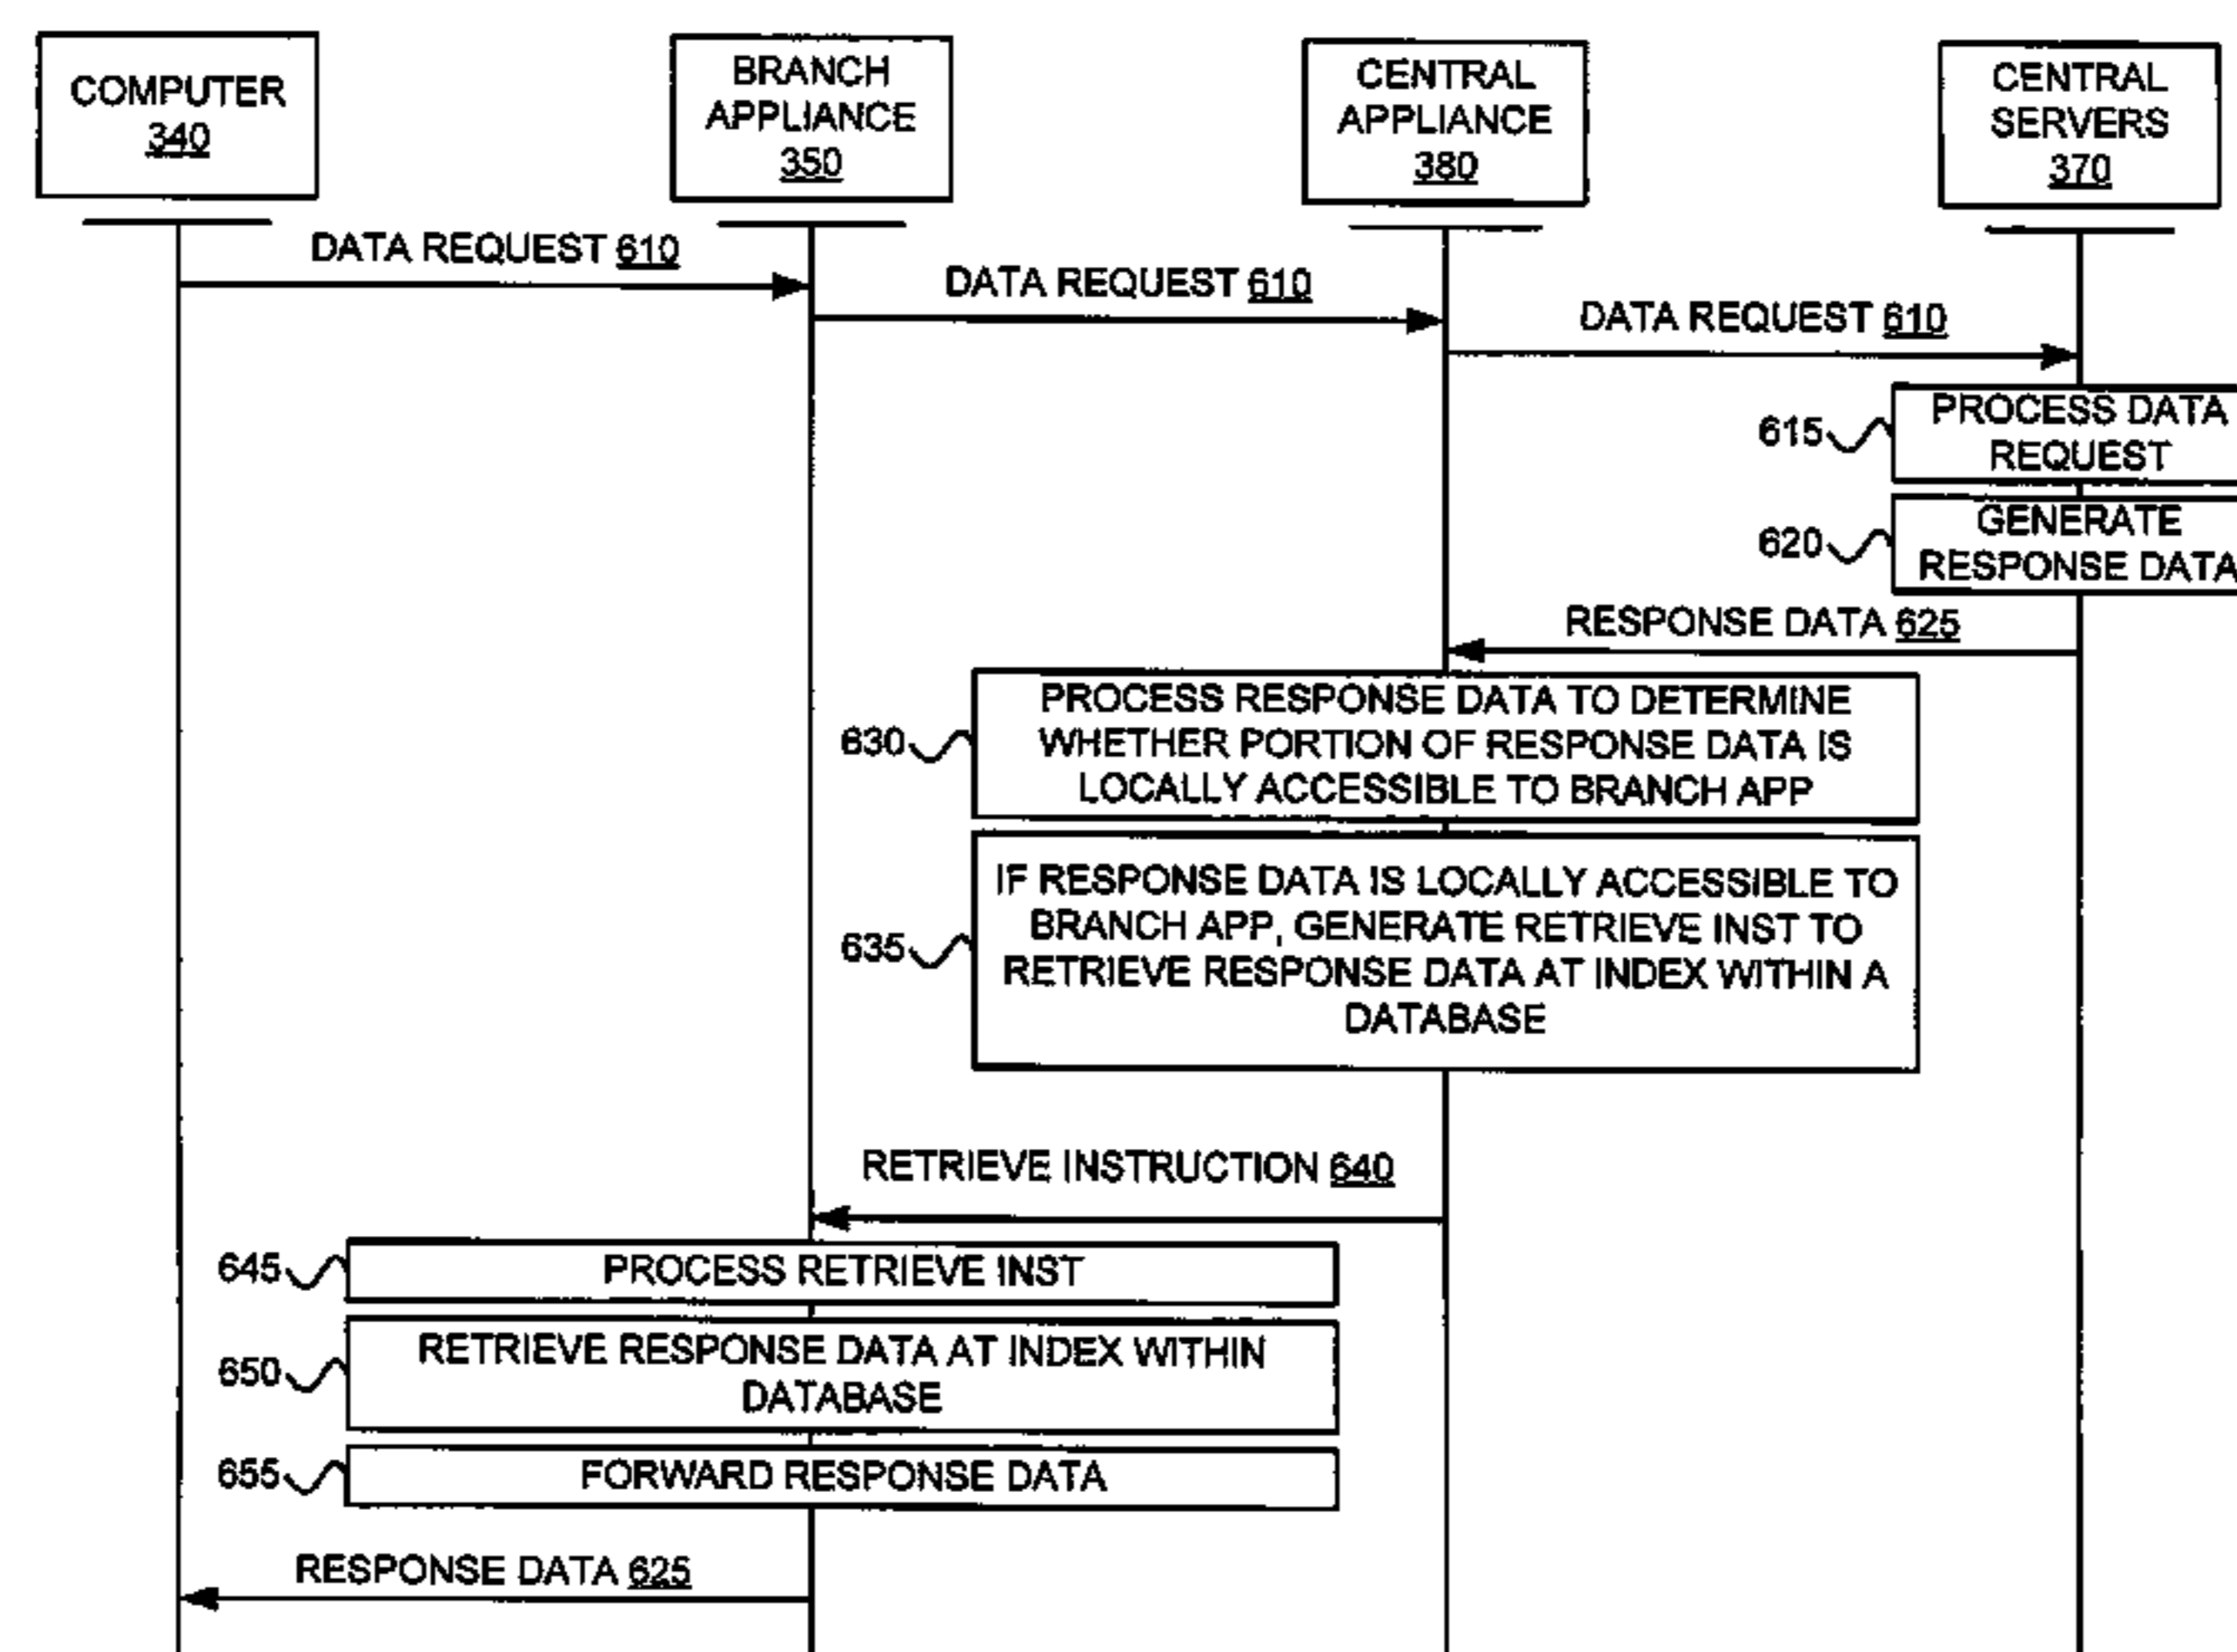 COMPUTER
340
BRANCH
APPLIANCE
350
CENTRAL
APPLIANCE
380
CENTRAL
SERVERS
370
DATA REQUEST 610
DATA REQUEST 610
DATA REQUEST 610
615
PROCESS DATA
REQUEST
620
GENERATE
RESPONSE DATA
RESPONSE DATA 625
630
PROCESS RESPONSE DATA TO DETERMINE
WHETHER PORTION OF RESPONSE DATA IS
LOCALLY ACCESSIBLE TO BRANCH APP
635
IF RESPONSE DATA IS LOCALLY ACCESSIBLE TO
BRANCH APP, GENERATE RETRIEVE INST TO
RETRIEVE RESPONSE DATA AT INDEX WITHIN A
DATABASE
RETRIEVE INSTRUCTION 640
645
PROCESS RETRIEVE INST
650
RETRIEVE RESPONSE DATA AT INDEX WITHIN
DATABASE
655
FORWARD RESPONSE DATA
RESPONSE DATA 625